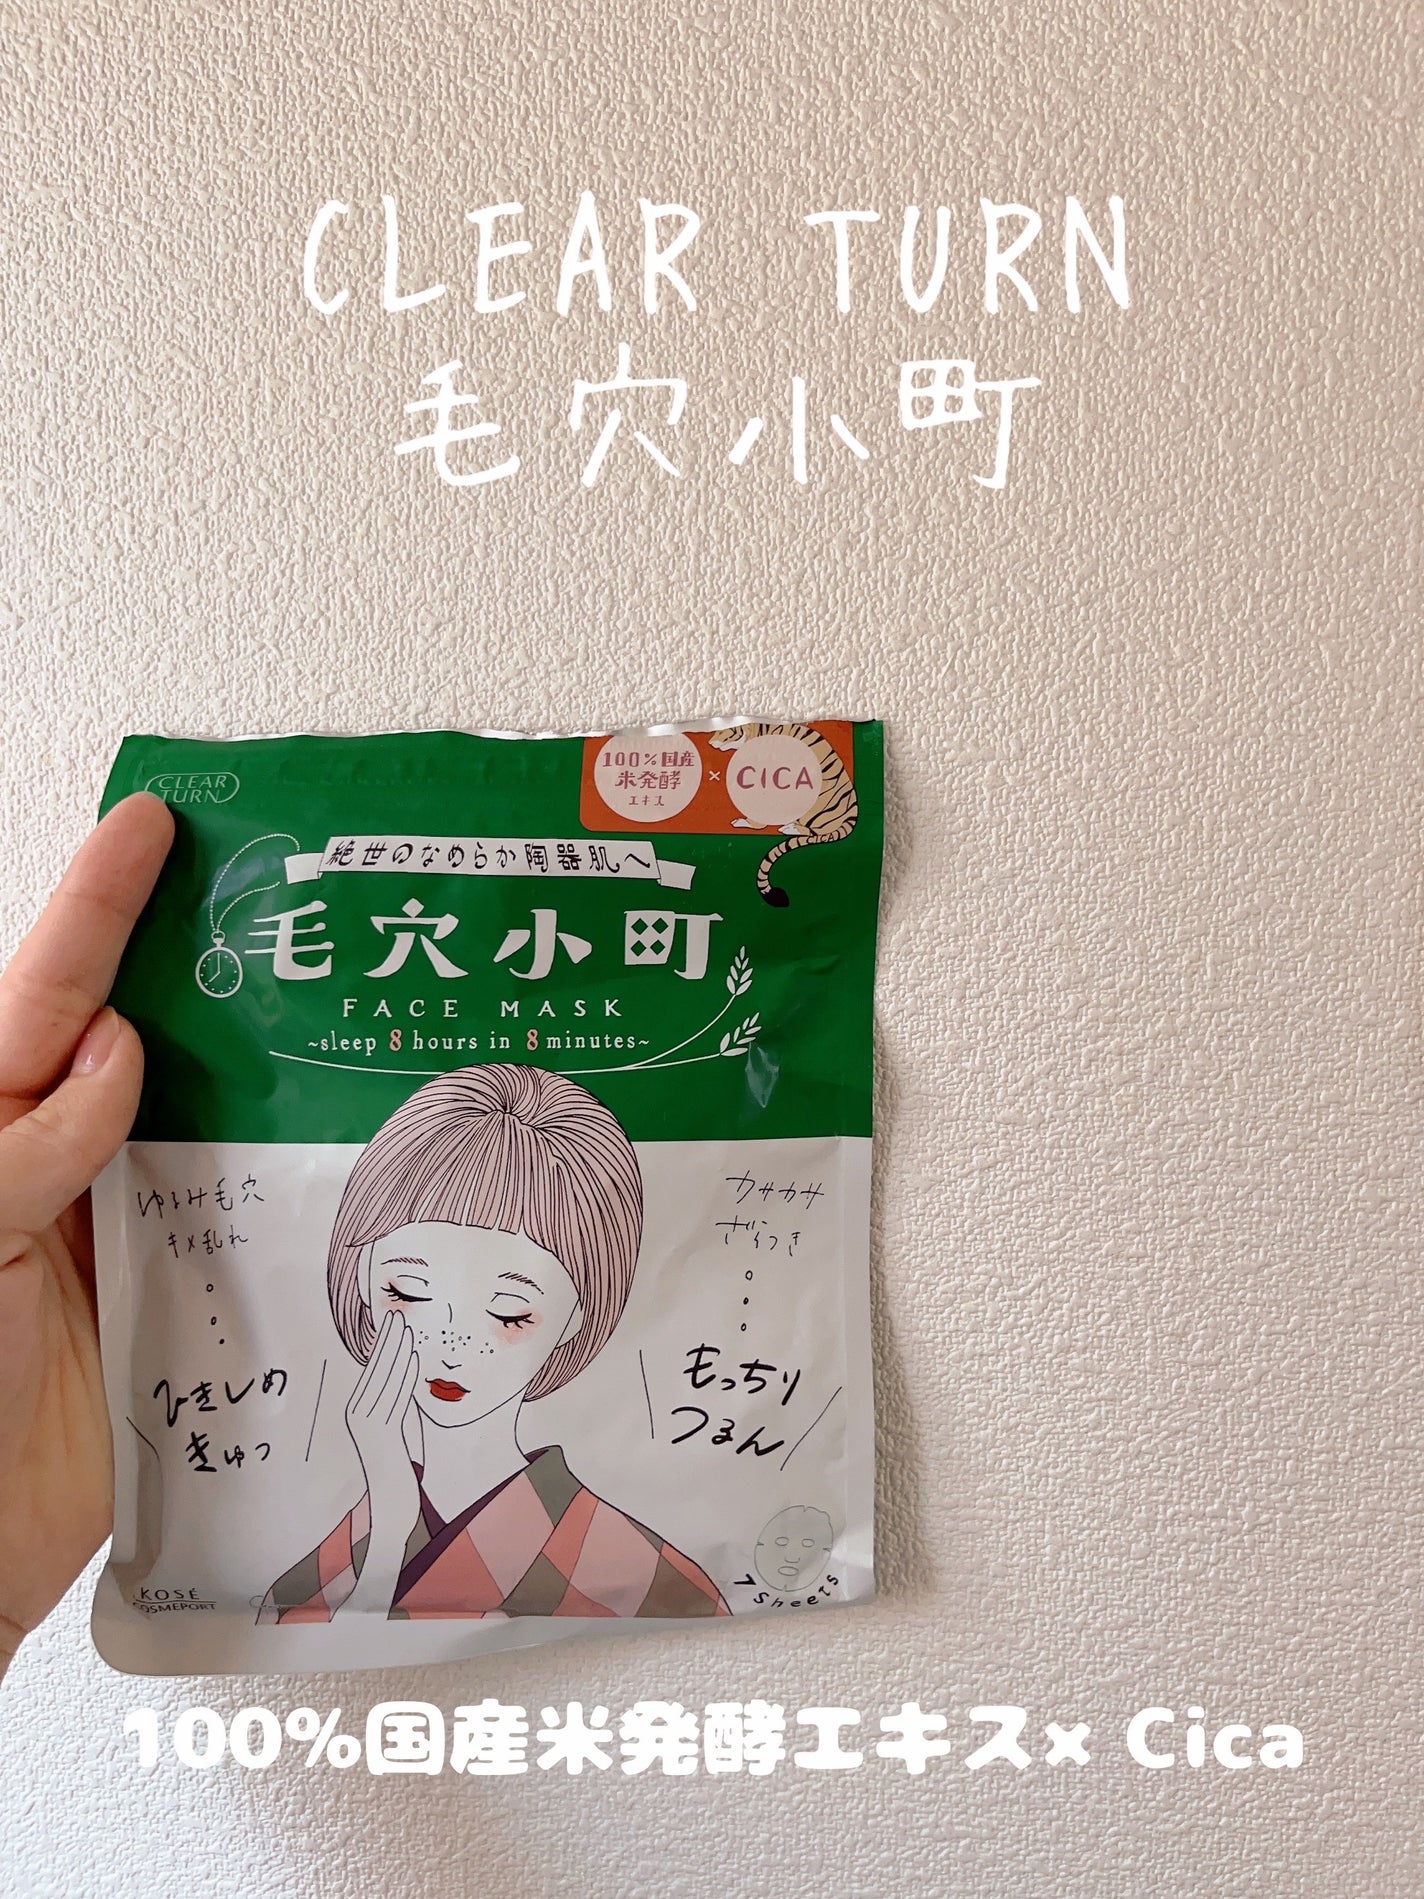 CLEAR TURN
毛穴小町
CLEAR
TURN
100%国産
米発酵
エキス
×
CICA
CICA
絶世のなめらか陶器肌へ
毛穴小町
FACE MASK
~sleep 8 hours in 8 minutes~
ゆるみ毛穴
キメ乱れ
ひきしめ
きゅっ
カサカサ
ざらつき
もっちり
つるん
7 Sheets
KOSÉ
COSMEPORT
100%国産米発酵エキス× Cica